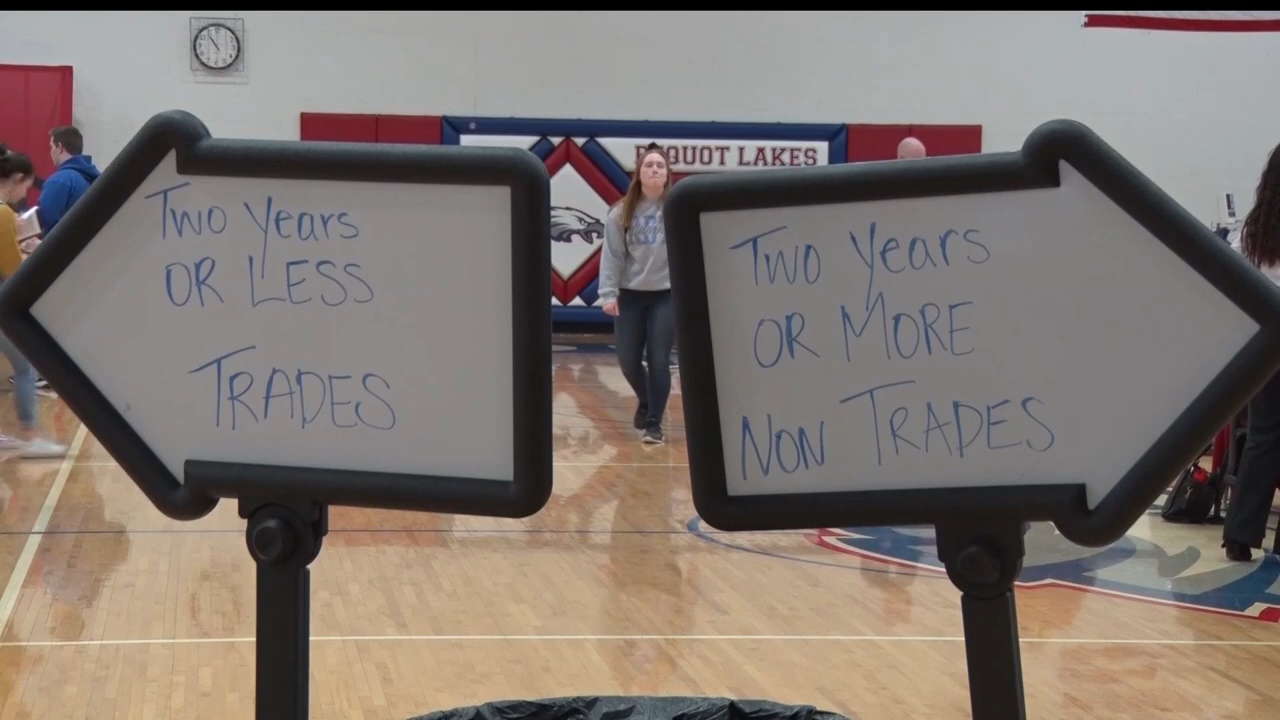 PEQUOT LAKES
Two Years
OR LESS
TRADES
Two Years
OR MORE
NON TRADES